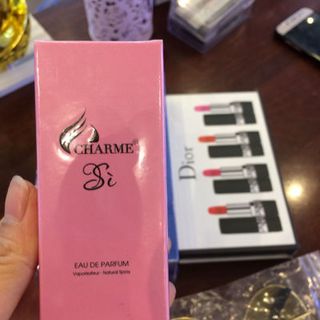 CHARME
Sì
EAU DE PARFUM
Vaporisateur - Natural Spray
Dior